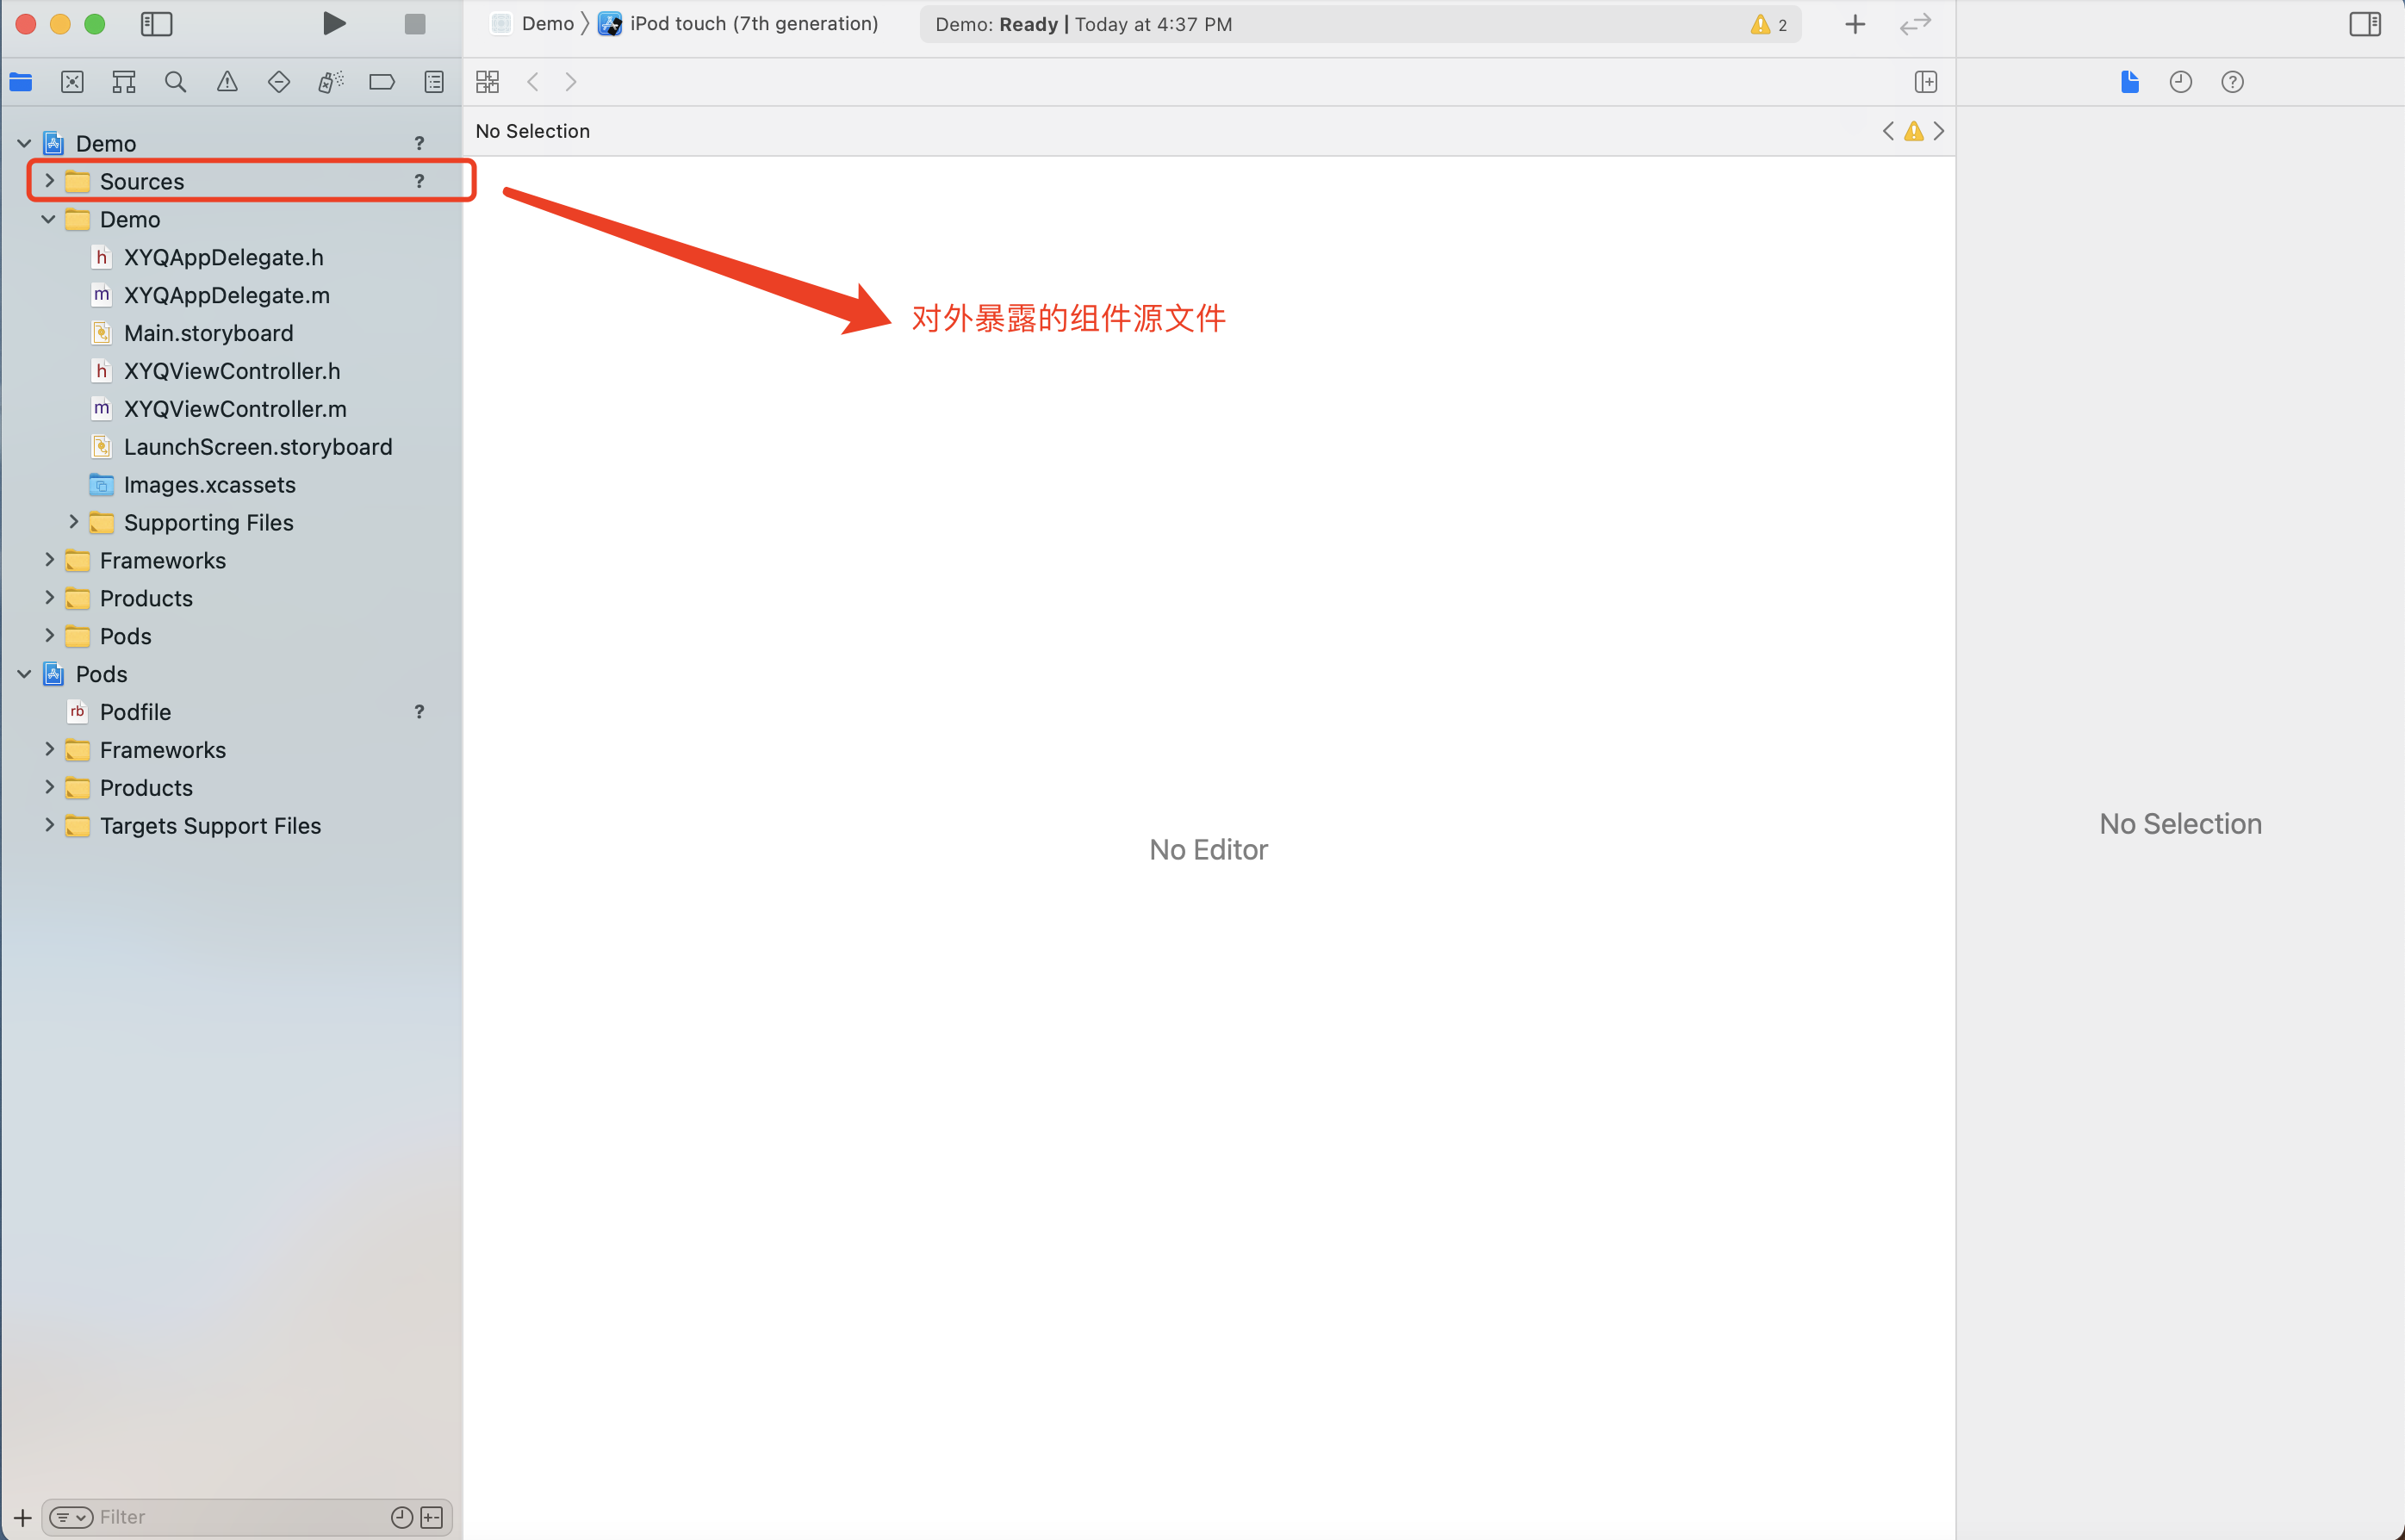 Demo 〉 iPod touch (7th generation)
Demo: Ready | Today at 4:37 PM
2
No Selection
Demo ?
Sources ?
Demo
h XYQAppDelegate.h
m XYQAppDelegate.m
Main.storyboard
h XYQViewController.h
m XYQViewController.m
LaunchScreen.storyboard
Images.xcassets
Supporting Files
Frameworks
Products
Pods
Pods
rb Podfile ?
Frameworks
Products
Targets Support Files
对外暴露的组件源文件
No Editor
No Selection
Filter